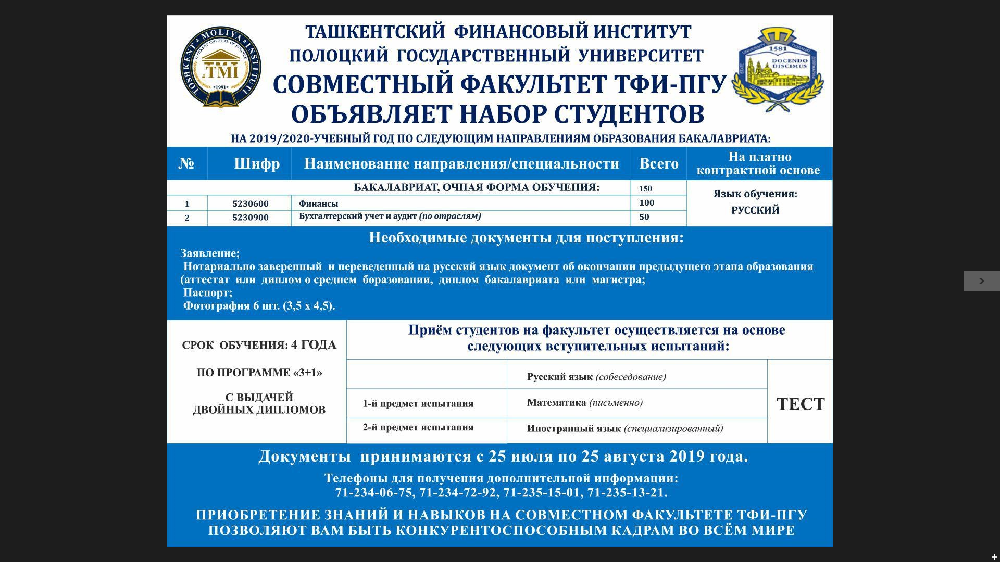 ТАШКЕНТСКИЙ ФИНАНСОВЫЙ ИНСТИТУТ
ПОЛОЦКИЙ ГОСУДАРСТВЕННЫЙ УНИВЕРСИТЕТ
СОВМЕСТНЫЙ ФАКУЛЬТЕТ ТФИ-ПГУ
ОБЪЯВЛЯЕТ НАБОР СТУДЕНТОВ
НА 2019/2020-УЧЕБНЫЙ ГОД ПО СЛЕДУЮЩИМ НАПРАВЛЕНИЯМ ОБРАЗОВАНИЯ БАКАЛАВРИАТА:
TOSHKENT * MOLIYA * INSTITUTI
TASHKENT INSTITUTE OF FINANCE
TMI
*1991*
1581
DOCENDO
DISCIMUS
№ Шифр Наименование направления/специальности Всего На платно
контрактной основе
БАКАЛАВРИАТ, ОЧНАЯ ФОРМА ОБУЧЕНИЯ: 150
Язык обучения:
РУССКИЙ
1 5230600 Финансы 100
2 5230900 Бухгалтерский учет и аудит (по отраслям) 50
Необходимые документы для поступления:
Заявление;
Нотариально заверенный и переведенный на русский язык документ об окончании предыдущего этапа образования
(аттестат или диплом о среднем боразовании, диплом бакалавриата или магистра;
Паспорт;
Фотография 6 шт. (3,5 х 4,5).
СРОК ОБУЧЕНИЯ: 4 ГОДА
ПО ПРОГРАММЕ «3+1»
С ВЫДАЧЕЙ
ДВОЙНЫХ ДИПЛОМОВ
Приём студентов на факультет осуществляется на основе
следующих вступительных испытаний:
Русский язык (собеседование)
1-й предмет испытания Математика (письменно)
2-й предмет испытания Иностранный язык (специализированный)
ТЕСТ
Документы принимаются с 25 июля по 25 августа 2019 года.
Телефоны для получения дополнительной информации:
71-234-06-75, 71-234-72-92, 71-235-15-01, 71-235-13-21.
ПРИОБРЕТЕНИЕ ЗНАНИЙ И НАВЫКОВ НА СОВМЕСТНОМ ФАКУЛЬТЕТЕ ТФИ-ПГУ
ПОЗВОЛЯЮТ ВАМ БЫТЬ КОНКУРЕНТОСПОСОБНЫМ КАДРАМ ВО ВСЁМ МИРЕ